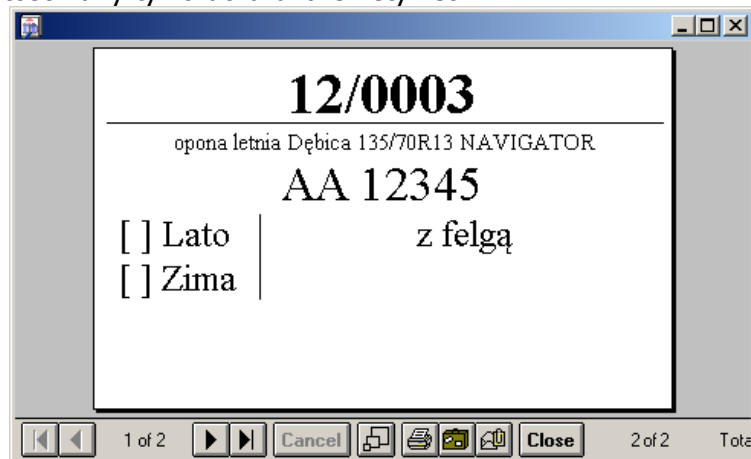 12/0003
opona letnia Dębica 135/70R13 NAVIGATOR
AA 12345
[ ] Lato
z felgą
[ ] Zima
1 of 2 Cancel Close 2 of 2 Tota